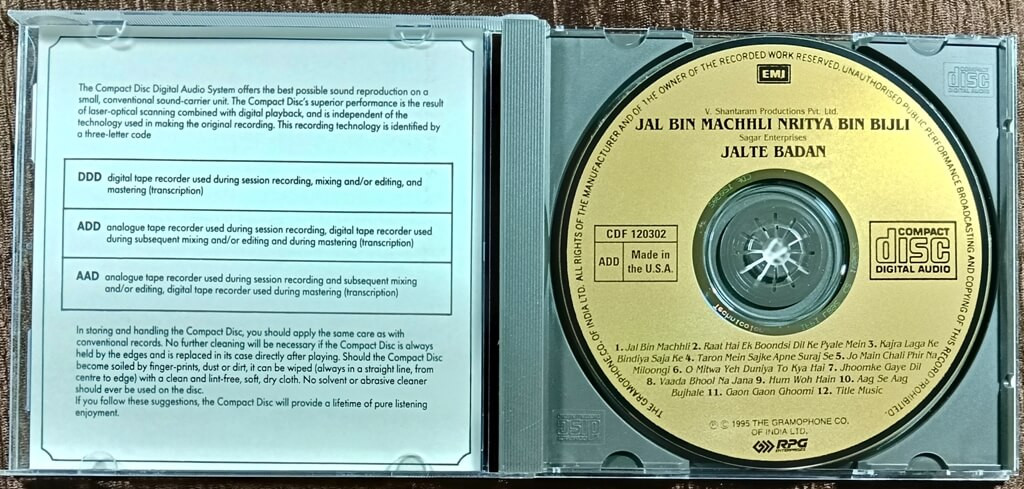 The Compact Disc Digital Audio System offers the best possible sound reproduction on a
small, conventional sound-carrier unit. The Compact Disc's superior performance is the result
of laser-optical scanning combined with digital playback, and is independent of the
technology used in making the original recording. This recording technology is identified by
a three-letter code
DDD digital tape recorder used during session recording, mixing and/or editing, and
mastering (transcription)
ADD analogue tape recorder used during session recording, digital tape recorder used
during subsequent mixing and/or editing and during mastering (transcription)
AAD analogue tape recorder used during session recording and subsequent mixing
and/or editing, digital tape recorder used during mastering (transcription)
In storing and handling the Compact Disc, you should apply the same care as with
conventional records. No further cleaning will be necessary if the Compact Disc is always
held by the edges and is replaced in its case directly after playing. Should the Compact Disc
become soiled by finger-prints, dust or dirt, it can be wiped (always in a straight line, from
centre to edge) with a clean and lint-free, soft, dry cloth. No solvent or abrasive cleaner
should ever be used on the disc.
If you follow these suggestions, the Compact Disc will provide a lifetime of pure listening
enjoyment.
THE GRAMOPHONE CO. OF INDIA LTD. ALL RIGHTS OF THE MANUFACTURER AND OF THE OWNER OF THE RECORDED WORK RESERVED. UNAUTHORISED PUBLIC PERFORMANCE BROADCASTING AND COPYING OF THIS RECORD PROHIBITED.
EMI
V. Shantaram Productions Pvt. Ltd.
JAL BIN MACHHLI NRITYA BIN BIJLI
Sagar Enterprises
JALTE BADAN
CDF 120302
ADD Made in
the U.S.A.
COMPACT
disc
DIGITAL AUDIO
1. Jal Bin Machhli 2. Raat Hai Ek Boondsi Dil Ke Pyale Mein 3. Kajra Laga Ke
Bindiya Saja Ke 4. Taron Mein Sajke Apne Suraj Se 5. Jo Main Chali Phir Na
Miloongi 6. O Mitwa Yeh Duniya To Kya Hai 7. Jhoomke Gaye Dil
8. Vaada Bhool Na Jana 9. Hum Woh Hain 10. Aag Se Aag
Bujhale 11. Gaon Gaon Ghoomi 12. Title Music
℗ © 1995 THE GRAMOPHONE CO.
OF INDIA LTD.
RPG
ENTERPRISES
disc